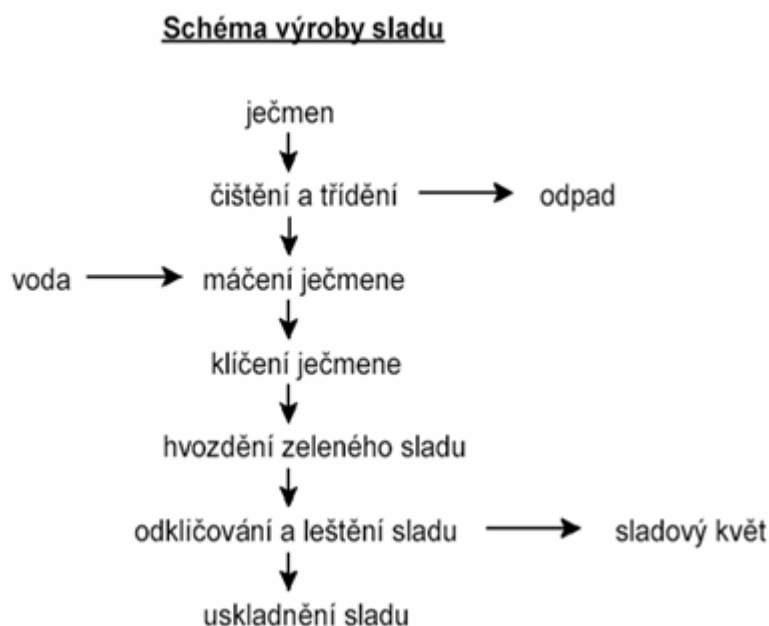 Schéma výroby sladu
ječmen
čištění a třídění
odpad
voda
máčení ječmene
klíčení ječmene
hvozdění zeleného sladu
odkličování a leštění sladu
sladový květ
uskladnění sladu